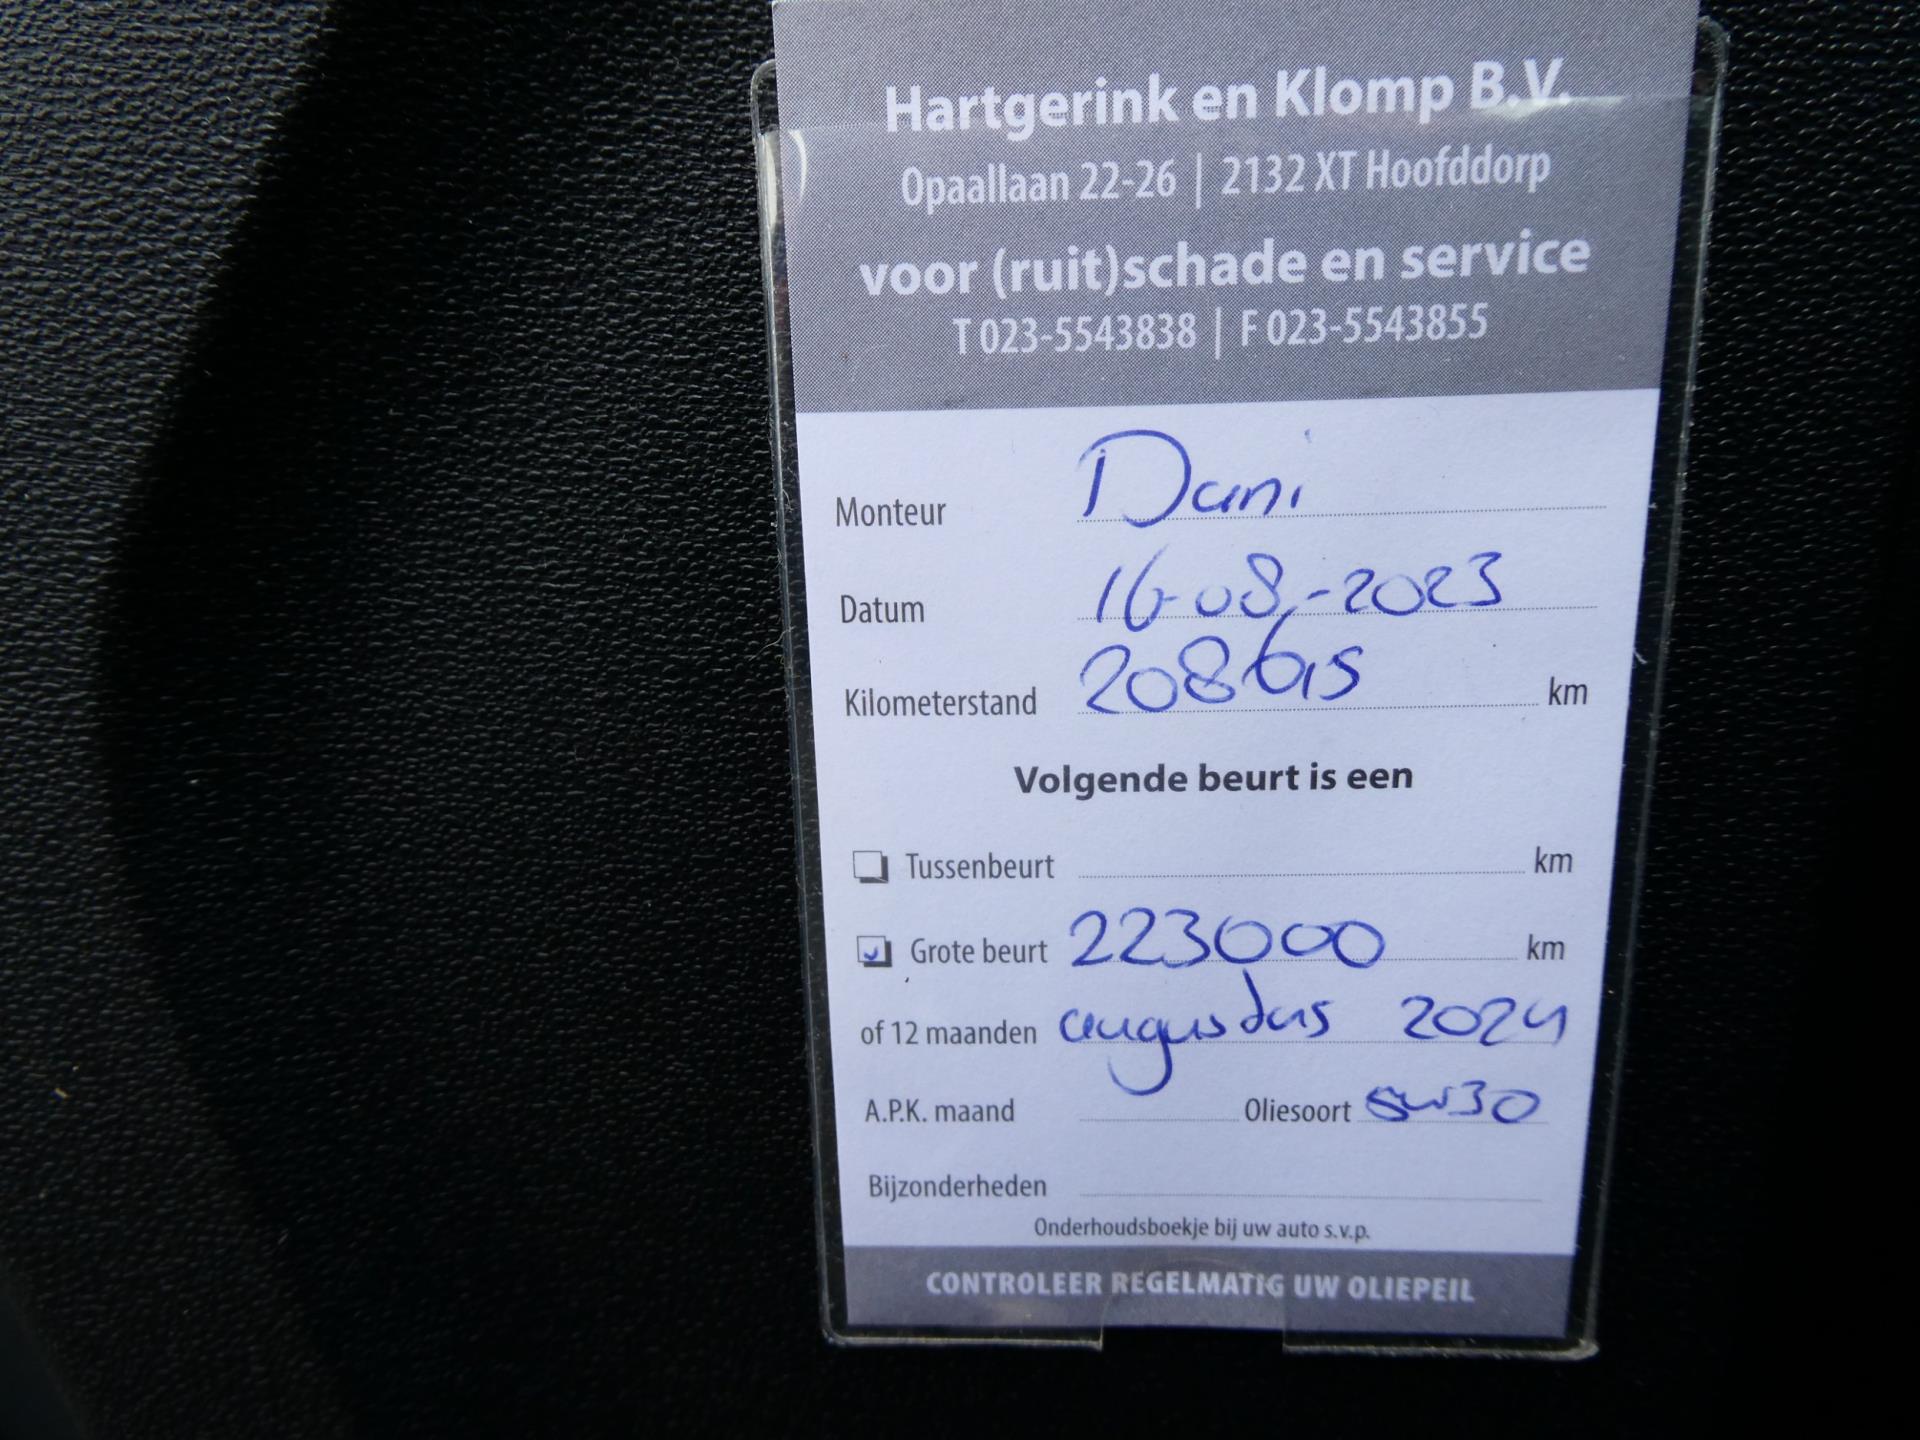 Hartgerink en Klomp B.V.
Opaallaan 22-26 | 2132 XT Hoofddorp
voor (ruit)schade en service
T 023-5543838 | F 023-5543855
Monteur Dani
Datum 16-08-2023
Kilometerstand 208615 km
Volgende beurt is een
Tussenbeurt km
Grote beurt 223000 km
of 12 maanden augustus 2024
A.P.K. maand Oliesoort 5w30
Bijzonderheden
Onderhoudsboekje bij uw auto s.v.p.
CONTROLEER REGELMATIG UW OLIEPEIL